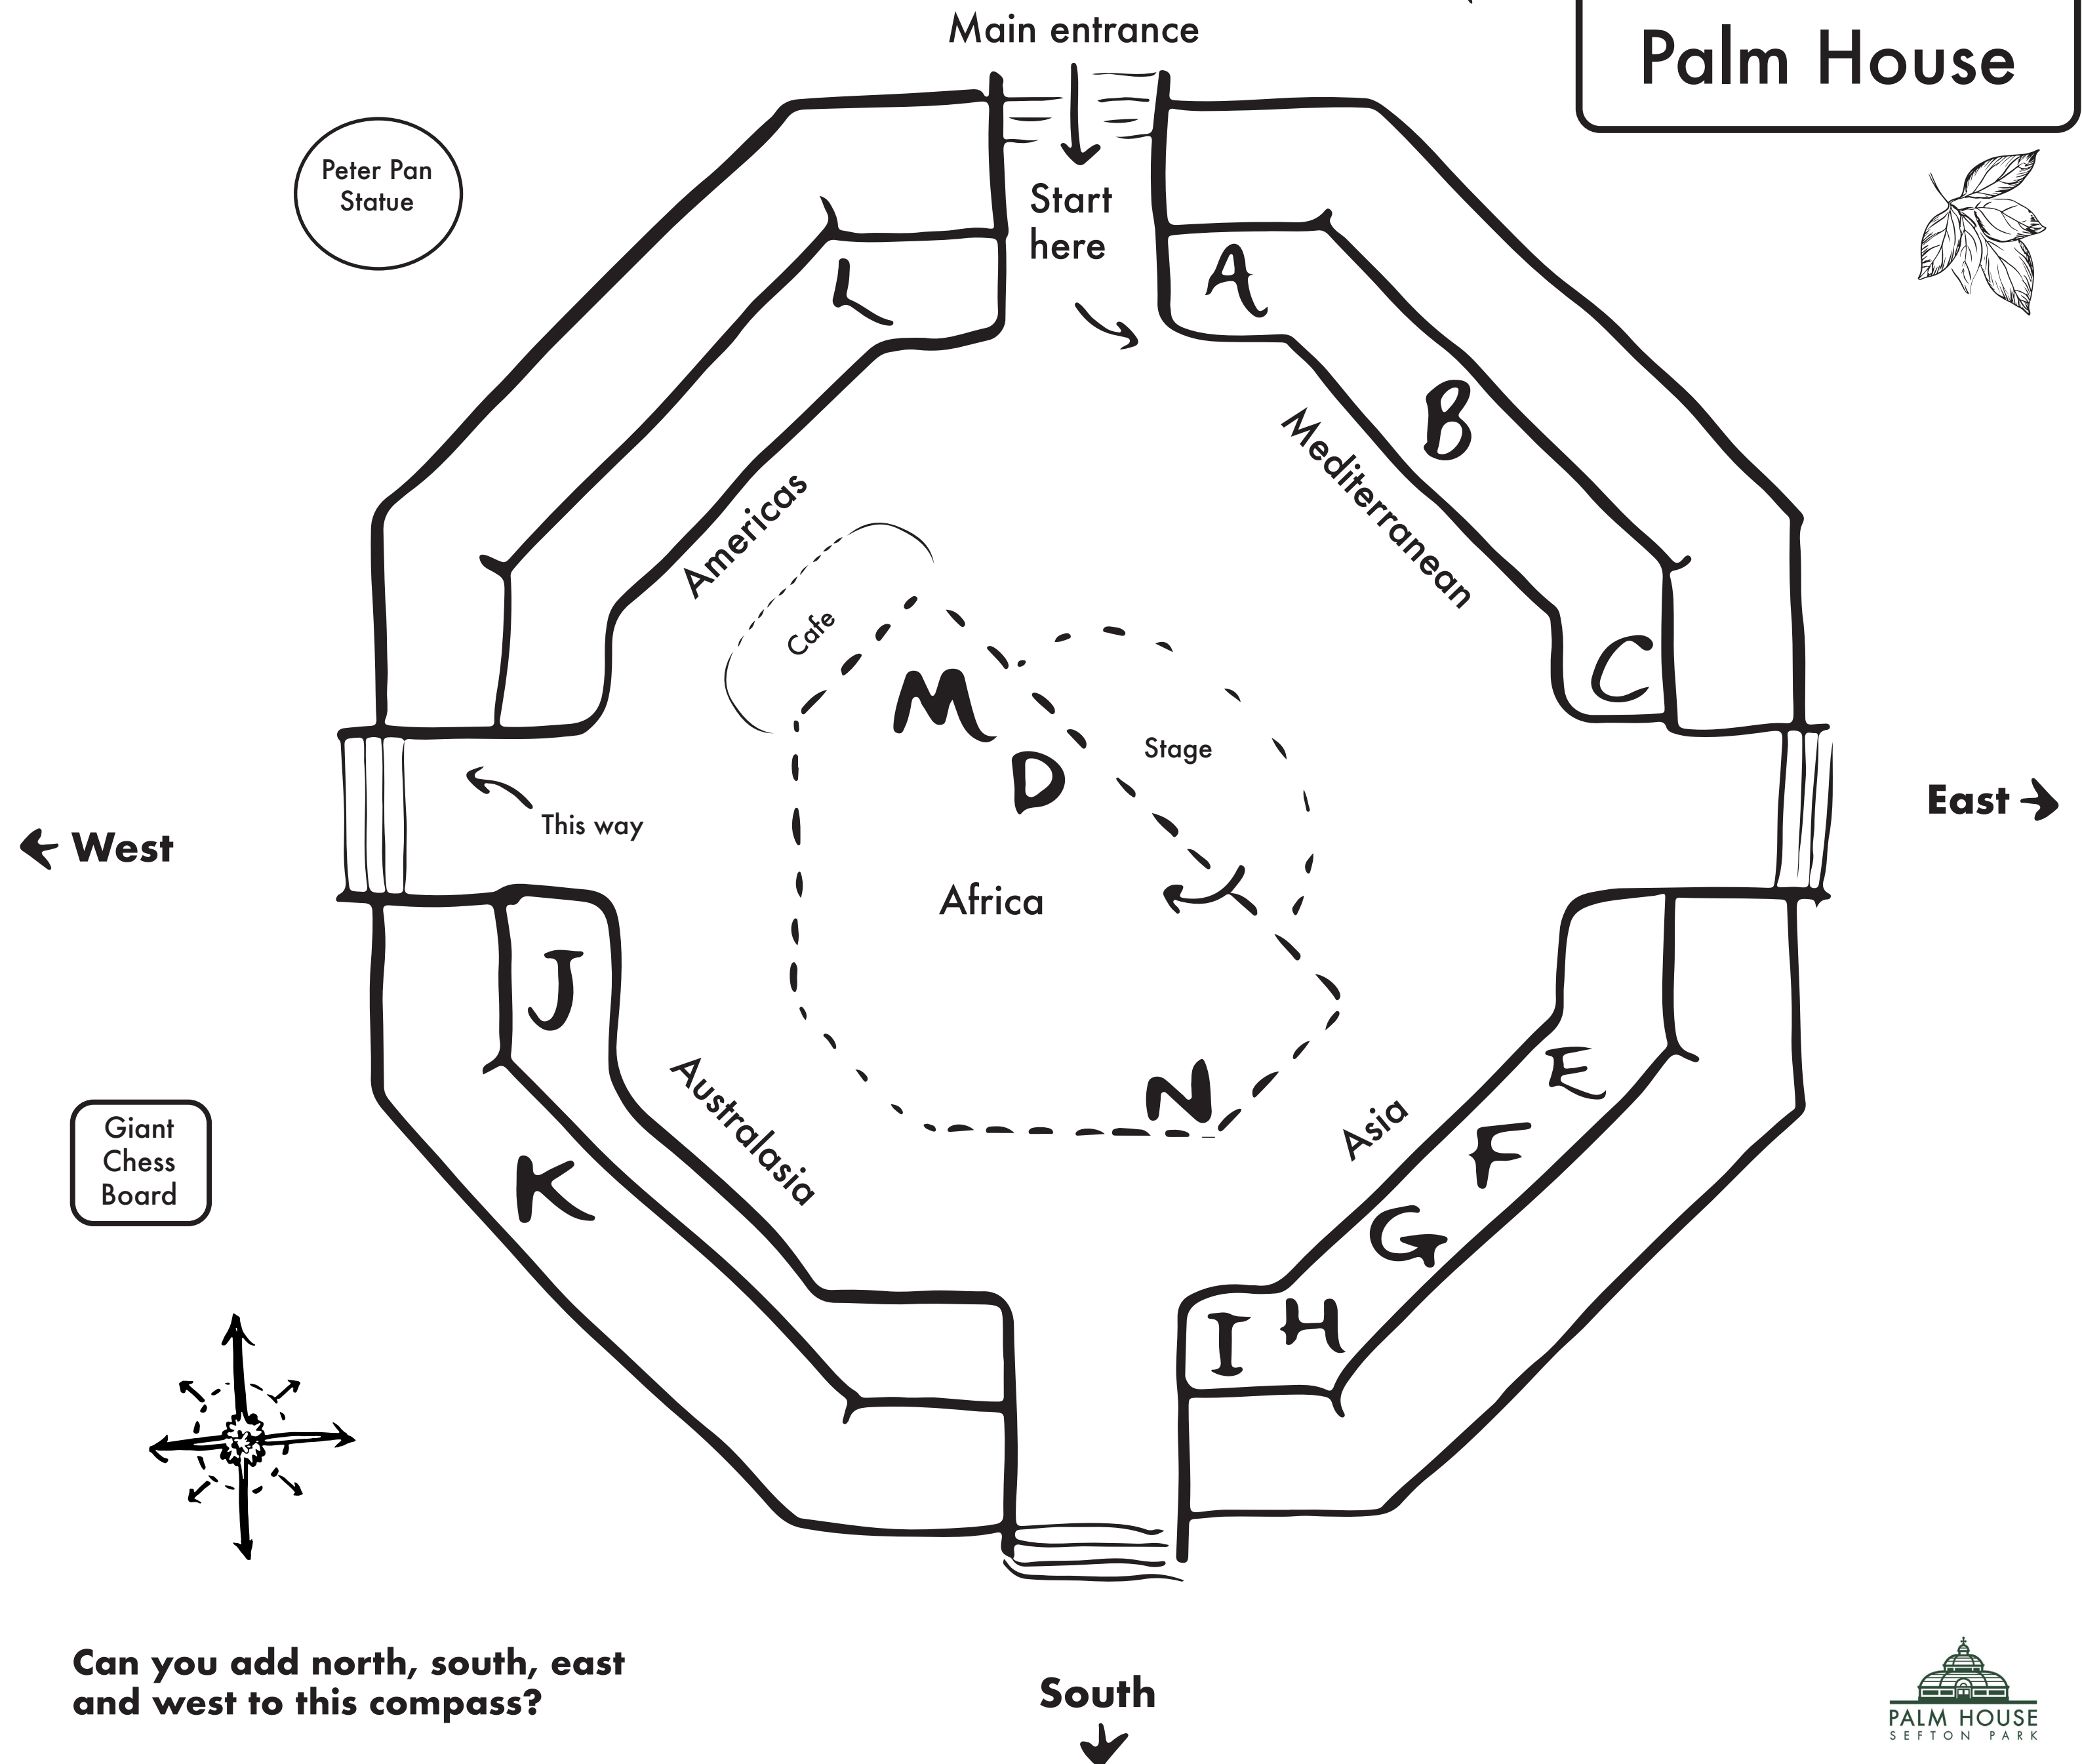 Main entrance
Palm House
Peter Pan
Statue
Start
here
L
A
B
Mediterranean
Americas
Cafe
C
M
D
Stage
This way
West
East
Africa
J
Australasia
N
Asia
E
F
G
I H
K
Giant
Chess
Board
Can you add north, south, east
and west to this compass?
South
PALM HOUSE
SEFTON PARK